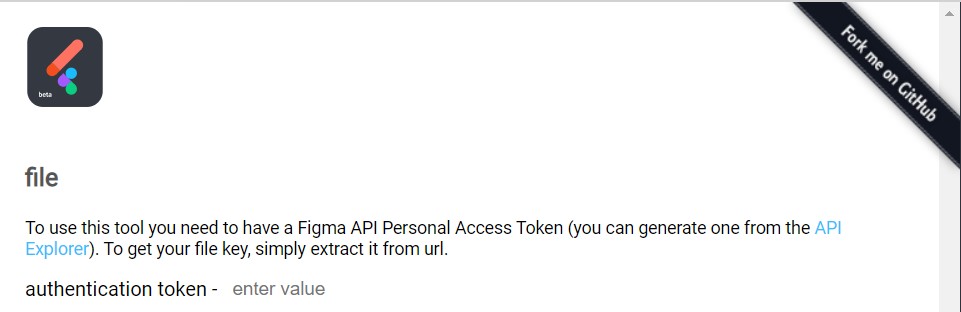 Fork me on GitHub
beta
file
To use this tool you need to have a Figma API Personal Access Token (you can generate one from the API
Explorer). To get your file key, simply extract it from url.
authentication token - enter value